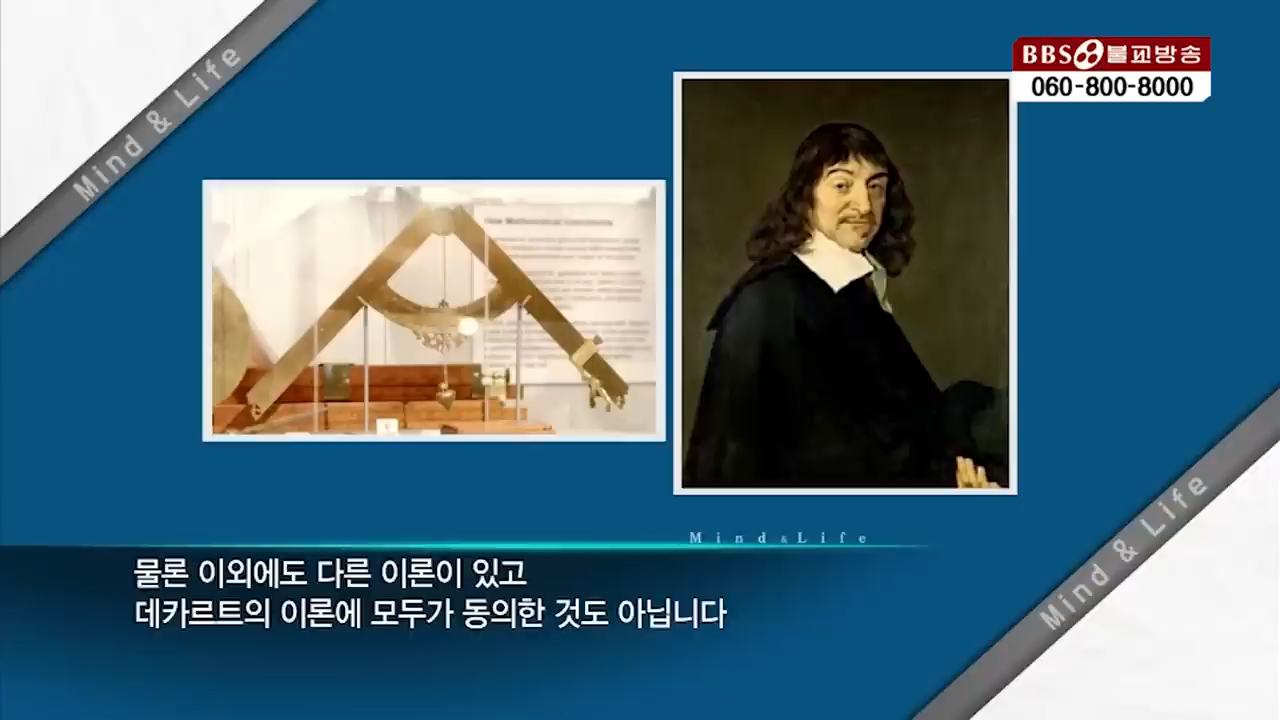 Mind & Life
BBS 불교방송
060-800-8000
Mind & Life
Mind & Life
물론 이외에도 다른 이론이 있고
데카르트의 이론에 모두가 동의한 것도 아닙니다